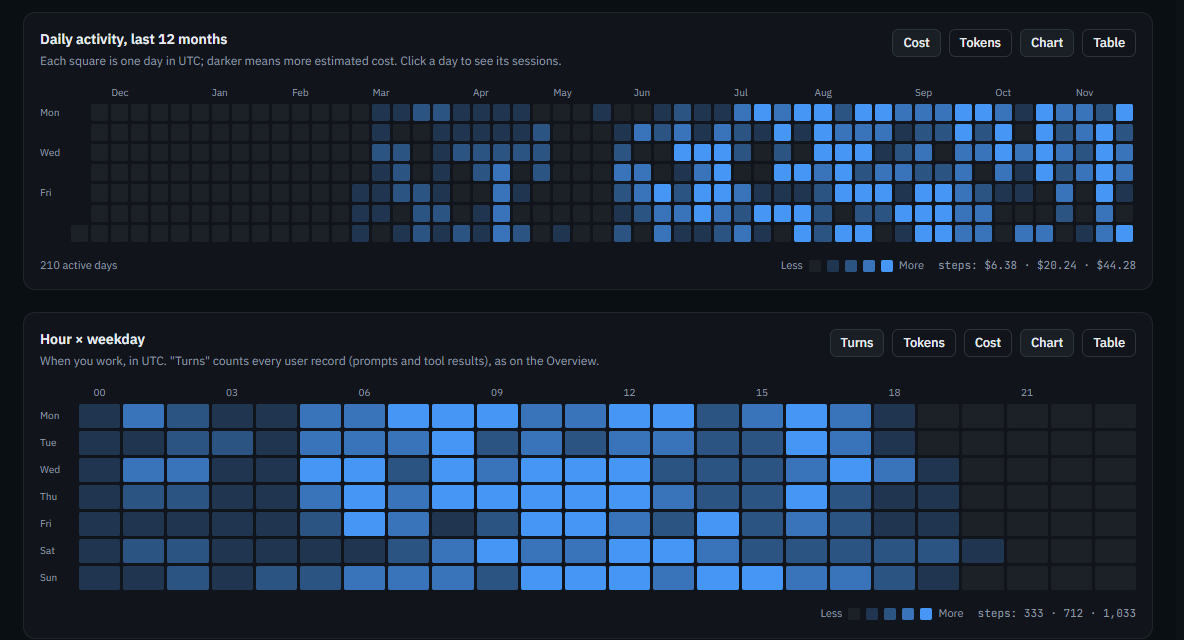 Daily activity, last 12 months
Cost Tokens Chart Table
Each square is one day in UTC; darker means more estimated cost. Click a day to see its sessions.
Dec Jan Feb Mar Apr May Jun Jul Aug Sep Oct Nov
Mon
Wed
Fri
210 active days
Less More steps: $6.38 · $20.24 · $44.28
Hour × weekday
Turns Tokens Cost Chart Table
When you work, in UTC. "Turns" counts every user record (prompts and tool results), as on the Overview.
00 03 06 09 12 15 18 21
Mon
Tue
Wed
Thu
Fri
Sat
Sun
Less More steps: 333 · 712 · 1,033